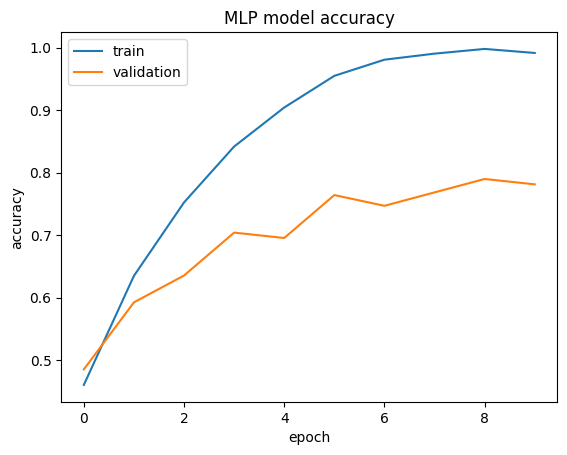 MLP model accuracy
train
validation
1.0
0.9
0.8
0.7
0.6
0.5
accuracy
0 2 4 6 8
epoch